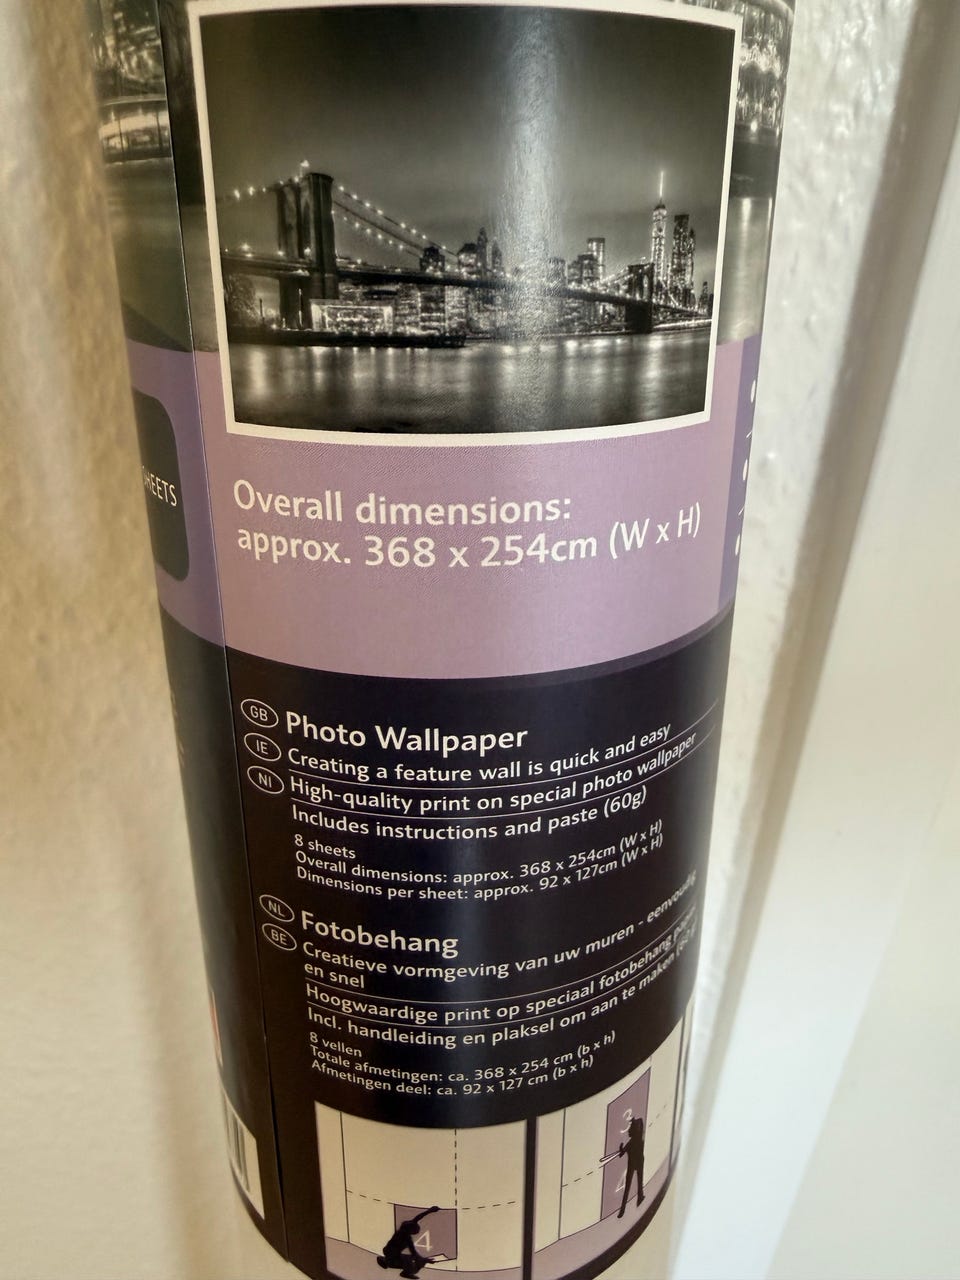 SHEETS
Overall dimensions:
approx. 368 x 254cm (W x H)
GB
IE
NI
Photo Wallpaper
Creating a feature wall is quick and easy
High-quality print on special photo wallpaper
Includes instructions and paste (60g)
8 sheets
Overall dimensions: approx. 368 x 254cm (W x H)
Dimensions per sheet: approx. 92 x 127cm (W x H)
NL
BE
Fotobehang
Creatieve vormgeving van uw muren - eenvoudig
en snel
Hoogwaardige print op speciaal fotobehang papier
Incl. handleiding en plaksel om aan te maken
8 vellen
Totale afmetingen: ca. 368 x 254 cm (b x h)
Afmetingen deel: ca. 92 x 127 cm (b x h)
4
3
4